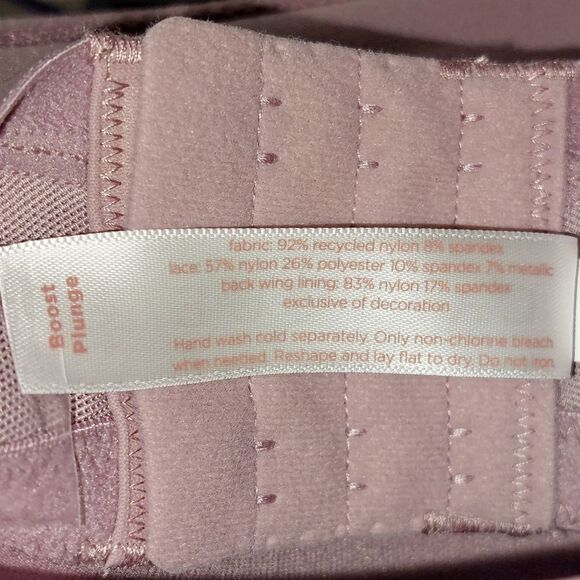 Boost
Plunge
fabric: 92% recycled nylon 8% spandex
lace: 57% nylon 26% polyester 10% spandex 7% metallic
back wing lining: 83% nylon 17% spandex
exclusive of decoration
Hand wash cold separately. Only non-chlorine bleach
when needed. Reshape and lay flat to dry. Do not iron.